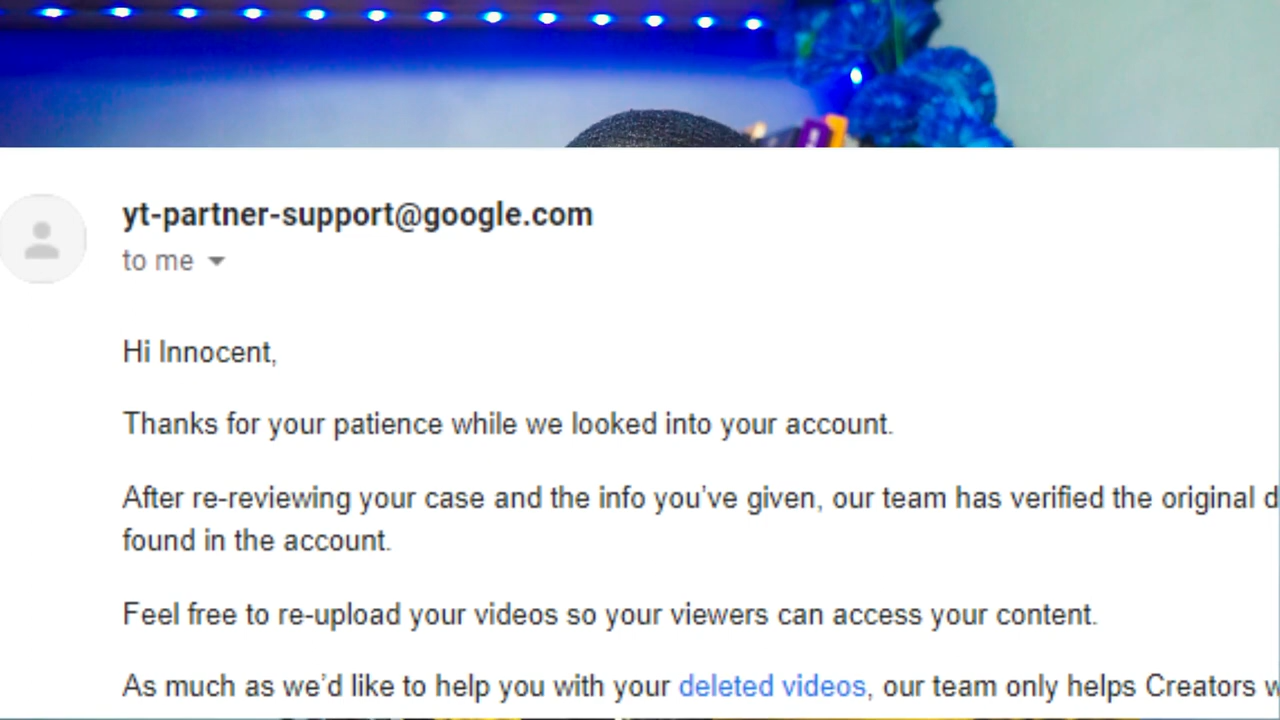 yt-partner-support@google.com
to me
Hi Innocent,
Thanks for your patience while we looked into your account.
After re-reviewing your case and the info you’ve given, our team has verified the original d
found in the account.
Feel free to re-upload your videos so your viewers can access your content.
As much as we’d like to help you with your deleted videos, our team only helps Creators w